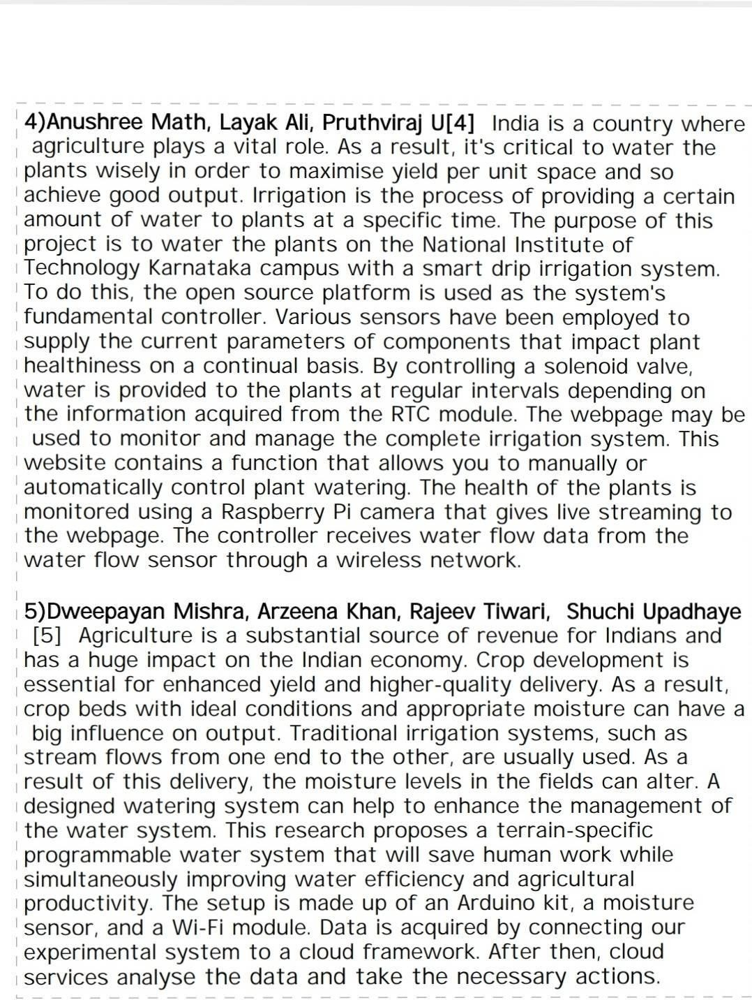 4)Anushree Math, Layak Ali, Pruthviraj U[4] India is a country where
agriculture plays a vital role. As a result, it's critical to water the
plants wisely in order to maximise yield per unit space and so
achieve good output. Irrigation is the process of providing a certain
amount of water to plants at a specific time. The purpose of this
project is to water the plants on the National Institute of
Technology Karnataka campus with a smart drip irrigation system.
To do this, the open source platform is used as the system's
fundamental controller. Various sensors have been employed to
supply the current parameters of components that impact plant
healthiness on a continual basis. By controlling a solenoid valve,
water is provided to the plants at regular intervals depending on
the information acquired from the RTC module. The webpage may be
used to monitor and manage the complete irrigation system. This
website contains a function that allows you to manually or
automatically control plant watering. The health of the plants is
monitored using a Raspberry Pi camera that gives live streaming to
the webpage. The controller receives water flow data from the
water flow sensor through a wireless network.
5)Dweepayan Mishra, Arzeena Khan, Rajeev Tiwari, Shuchi Upadhaye
[5] Agriculture is a substantial source of revenue for Indians and
has a huge impact on the Indian economy. Crop development is
essential for enhanced yield and higher-quality delivery. As a result,
crop beds with ideal conditions and appropriate moisture can have a
big influence on output. Traditional irrigation systems, such as
stream flows from one end to the other, are usually used. As a
result of this delivery, the moisture levels in the fields can alter. A
designed watering system can help to enhance the management of
the water system. This research proposes a terrain-specific
programmable water system that will save human work while
simultaneously improving water efficiency and agricultural
productivity. The setup is made up of an Arduino kit, a moisture
sensor, and a Wi-Fi module. Data is acquired by connecting our
experimental system to a cloud framework. After then, cloud
services analyse the data and take the necessary actions.